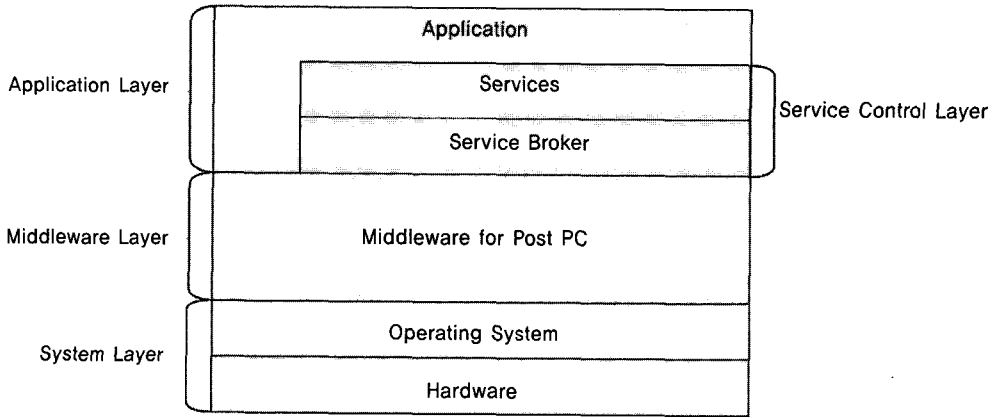 Application
Application Layer
Services
Service Control Layer
Service Broker
Middleware Layer
Middleware for Post PC
Operating System
System Layer
Hardware